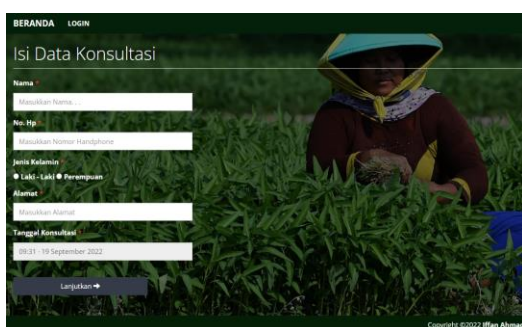 BERANDA LOGIN
Isi Data Konsultasi
Nama *
Masukkan Nama. . .
No. Hp *
Masukkan Nomor Handphone
Jenis Kelamin *
Laki - Laki Perempuan
Alamat *
Masukkan Alamat
Tanggal Konsultasi *
09:31 - 19 September 2022
Lanjutkan →
Copyright ©2022 Iffan Ahmad